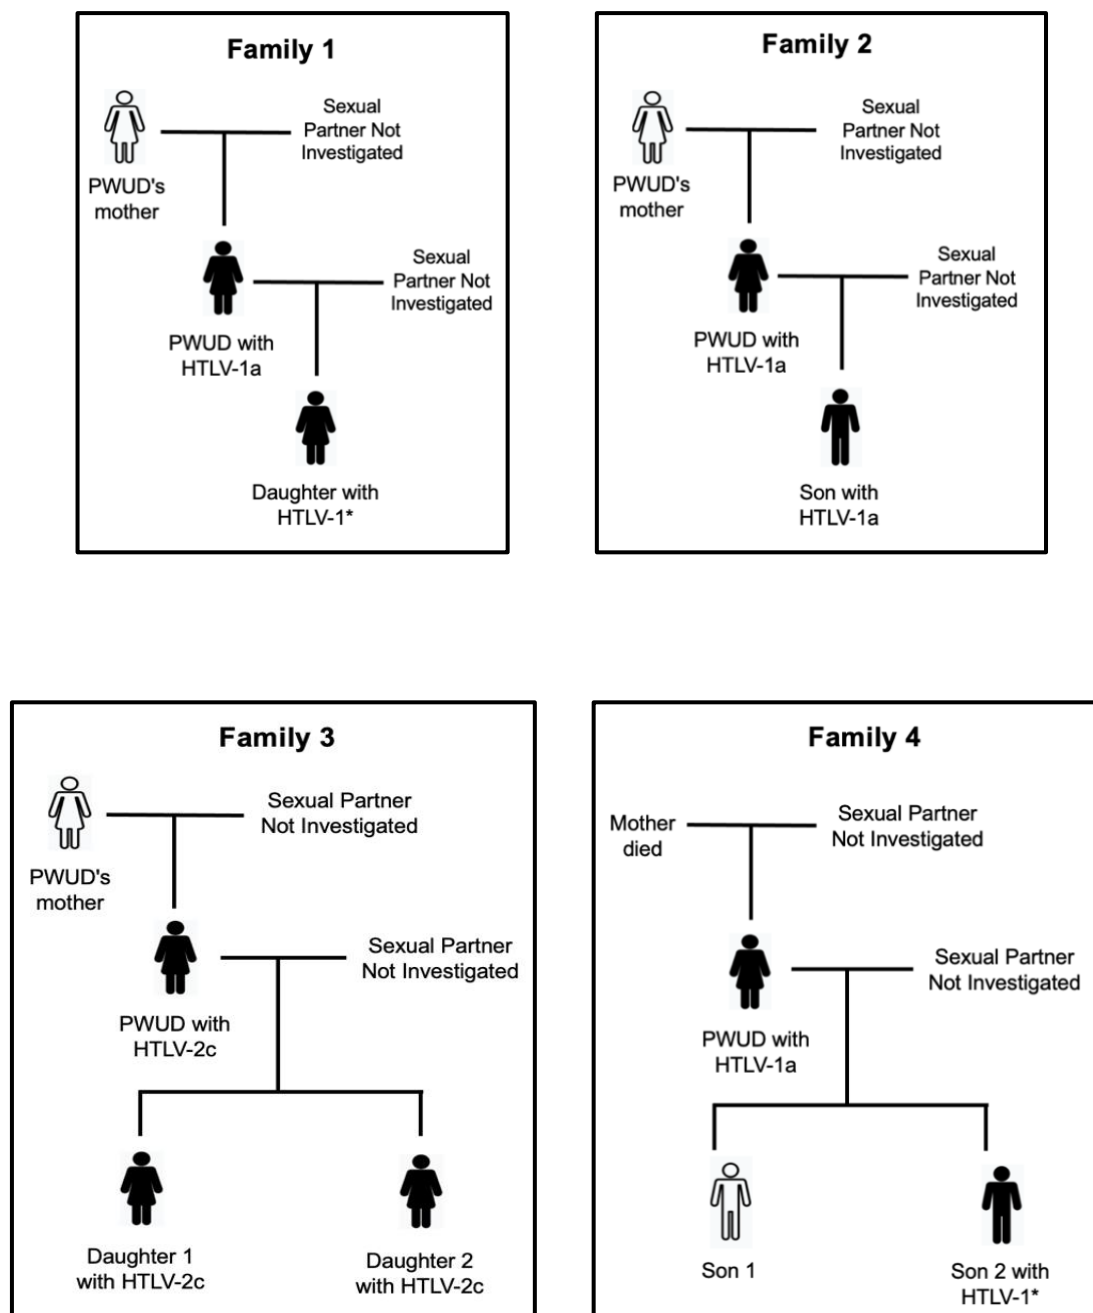 Family 1
Sexual
Partner Not
Investigated
PWUD's
mother
Sexual
Partner Not
Investigated
PWUD with
HTLV-1a
Daughter with
HTLV-1*
Family 2
Sexual
Partner Not
Investigated
PWUD's
mother
Sexual
Partner Not
Investigated
PWUD with
HTLV-1a
Son with
HTLV-1a
Family 3
Sexual Partner
Not Investigated
PWUD's
mother
Sexual Partner
Not Investigated
PWUD with
HTLV-2c
Daughter 1
with HTLV-2c
Daughter 2
with HTLV-2c
Family 4
Mother
died
Sexual Partner
Not Investigated
Sexual Partner
Not Investigated
PWUD with
HTLV-1a
Son 1
Son 2 with
HTLV-1*